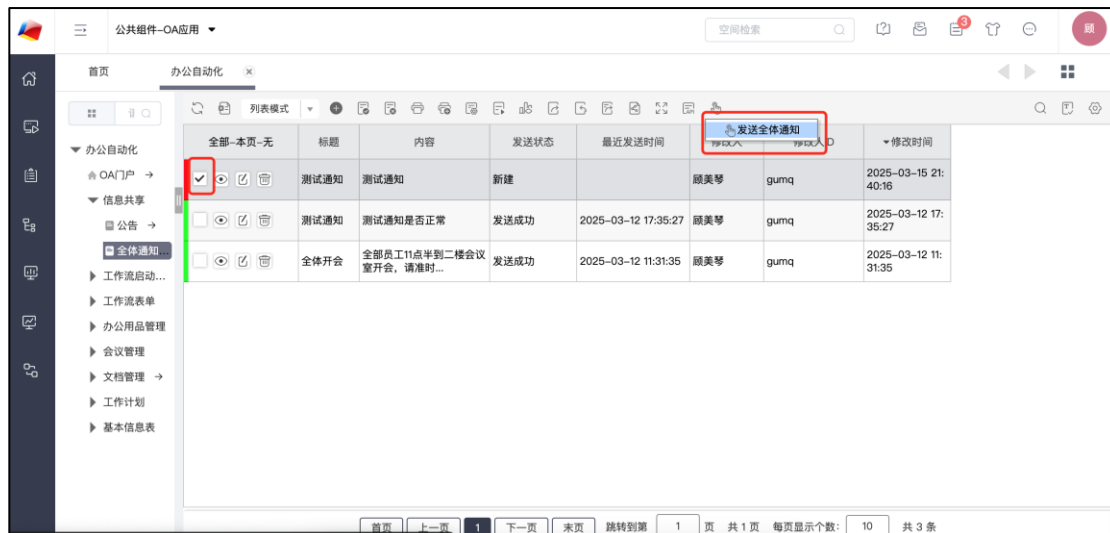 公共组件-OA应用
空间检索
3
顾
首页
办公自动化
列表模式
发送全体通知
办公自动化
OA门户
信息共享
公告
全体通知...
工作流启动...
工作流表单
办公用品管理
会议管理
文档管理
工作计划
基本信息表
全部-本页-无 标题 内容 发送状态 最近发送时间 修改人 修改人ID 修改时间
测试通知 测试通知 新建 顾美琴 gumq 2025-03-15 21:
40:16
测试通知 测试通知是否正常 发送成功 2025-03-12 17:35:27 顾美琴 gumq 2025-03-12 17:
35:27
全体开会 全部员工11点半到二楼会议
室开会，请准时... 发送成功 2025-03-12 11:31:35 顾美琴 gumq 2025-03-12 11:
31:35
首页 上一页 1 下一页 末页 跳转到第 1 页 共1页 每页显示个数: 10 共3条